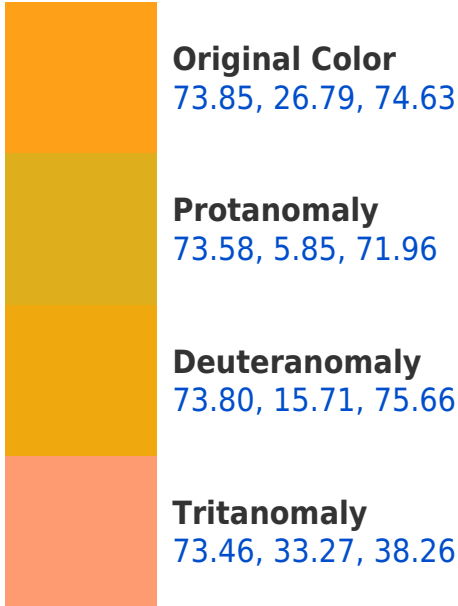 Original Color
73.85, 26.79, 74.63
Protanomaly
73.58, 5.85, 71.96
Deuteranomaly
73.80, 15.71, 75.66
Tritanomaly
73.46, 33.27, 38.26